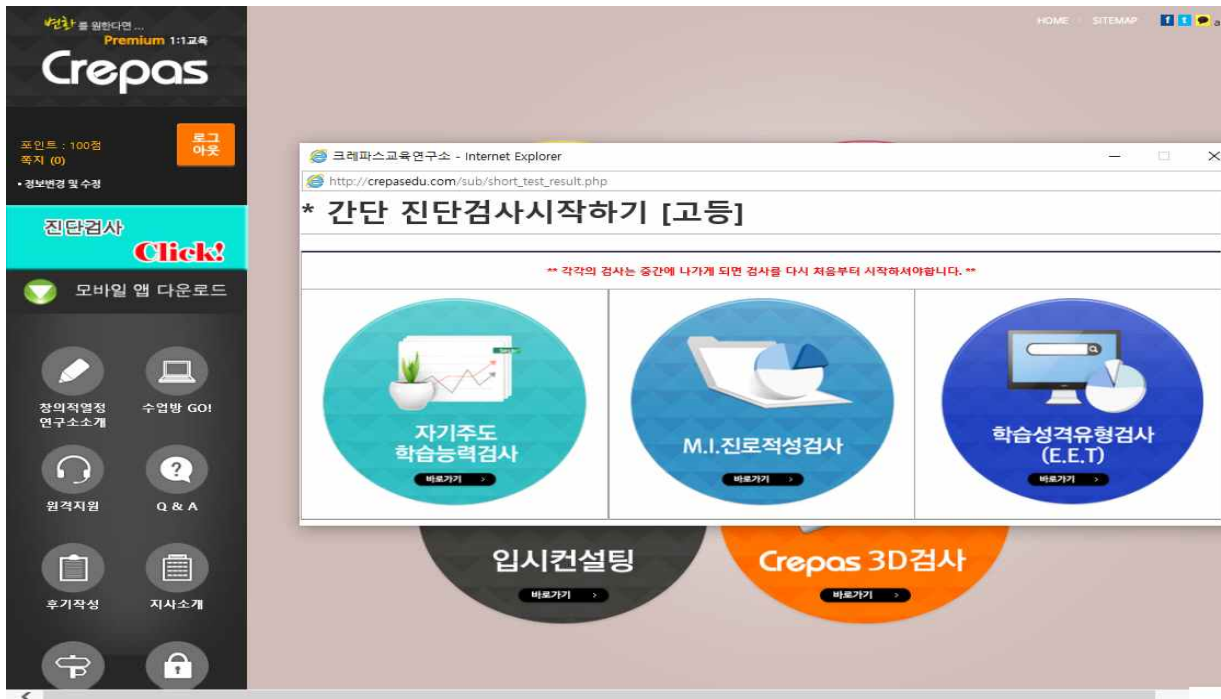 변화를 원한다면 ...
Premium 1:1교육
Crepas
포인트 : 100점
쪽지 (0)
로그
아웃
• 정보변경 및 수정
진단검사
Click!
모바일 앱 다운로드
창의적열정
연구소소개
수업방 GO!
원격지원
Q & A
후기작성
지사소개
HOME
SITEMAP
크레파스교육연구소 - Internet Explorer
http://crepasedu.com/sub/short_test_result.php
* 간단 진단검사시작하기 [고등]
** 각각의 검사는 중간에 나가게 되면 검사를 다시 처음부터 시작하셔야합니다. **
자기주도
학습능력검사
바로가기 >
M.I.진로적성검사
바로가기 >
학습성격유형검사
(E.E.T)
바로가기 >
입시컨설팅
바로가기 >
Crepas 3D검사
바로가기 >